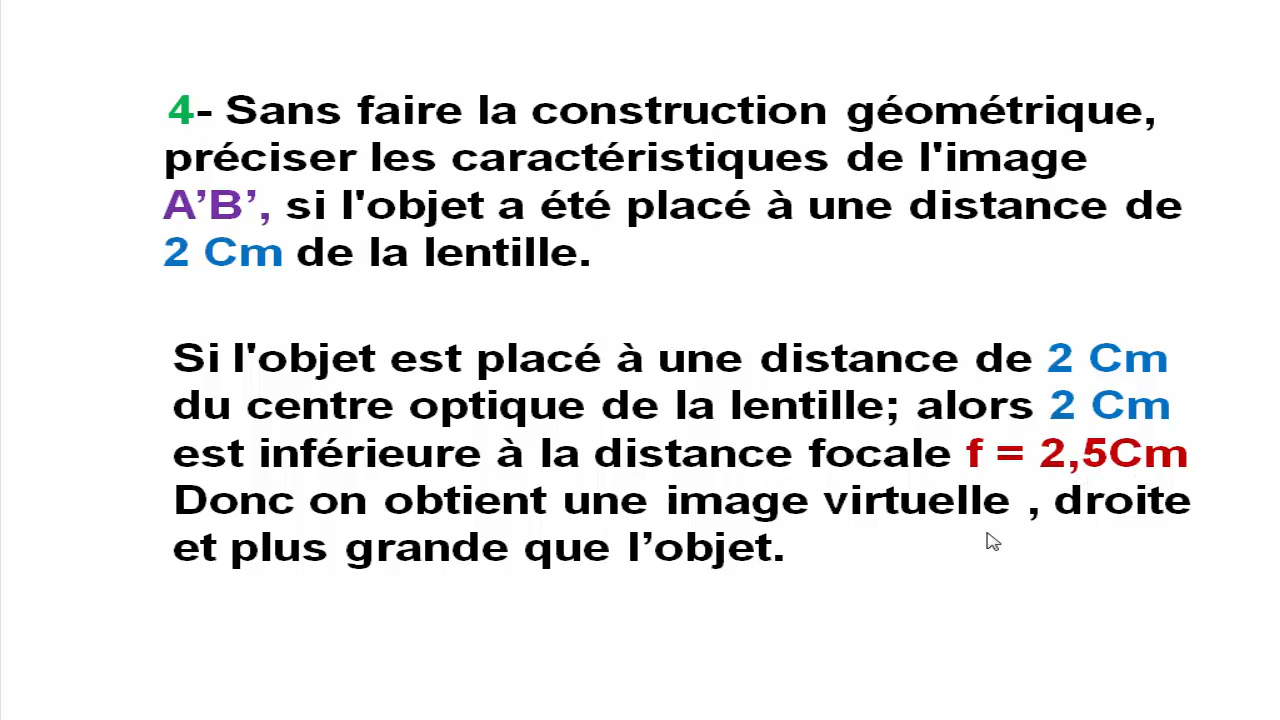 4- Sans faire la construction géométrique,
préciser les caractéristiques de l'image
A’B’, si l'objet a été placé à une distance de
2 Cm de la lentille.
Si l'objet est placé à une distance de 2 Cm
du centre optique de la lentille; alors 2 Cm
est inférieure à la distance focale f = 2,5Cm
Donc on obtient une image virtuelle , droite
et plus grande que l’objet.